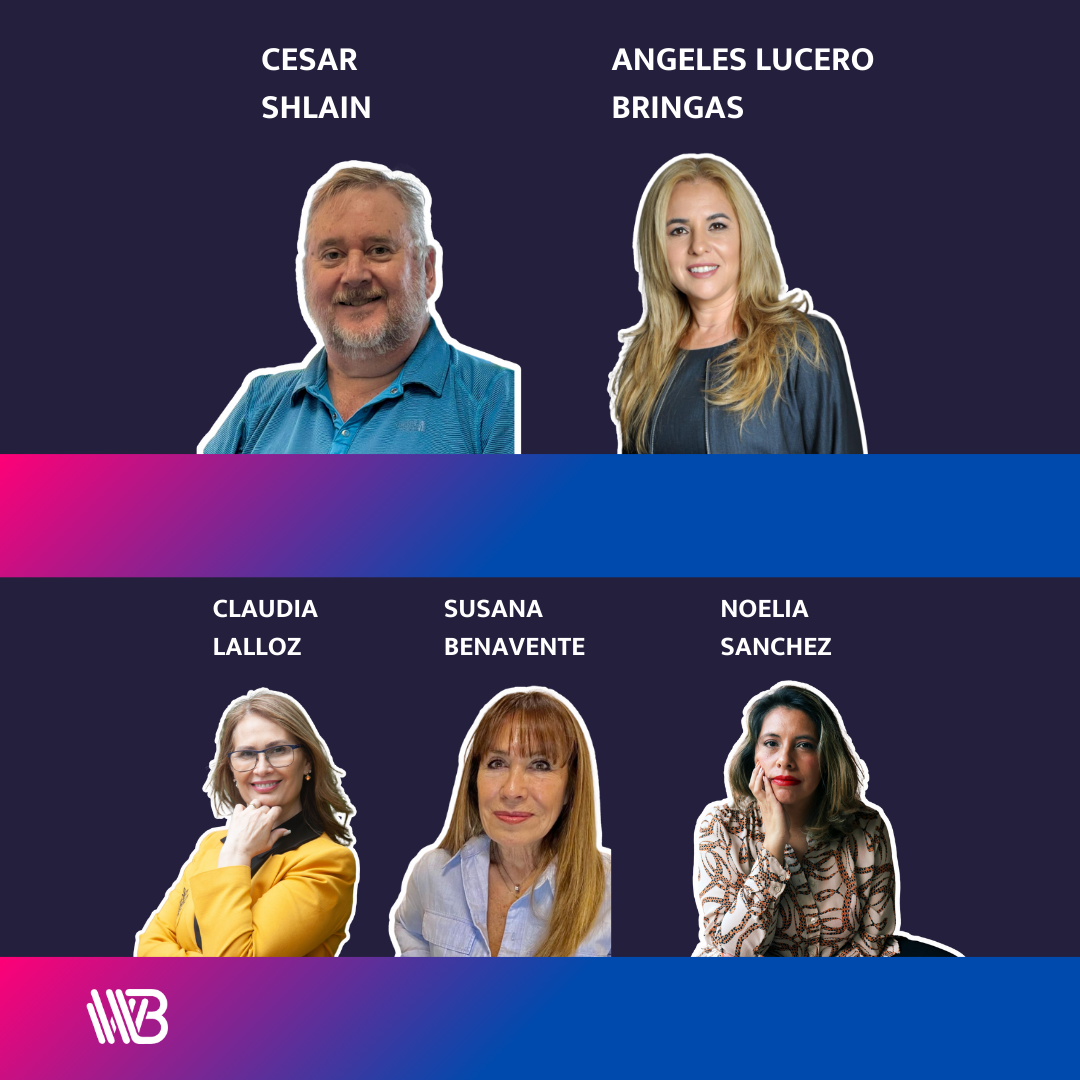 CESAR
SHLAIN
ANGELES LUCERO
BRINGAS
CLAUDIA
LALLOZ
SUSANA
BENAVENTE
NOELIA
SANCHEZ